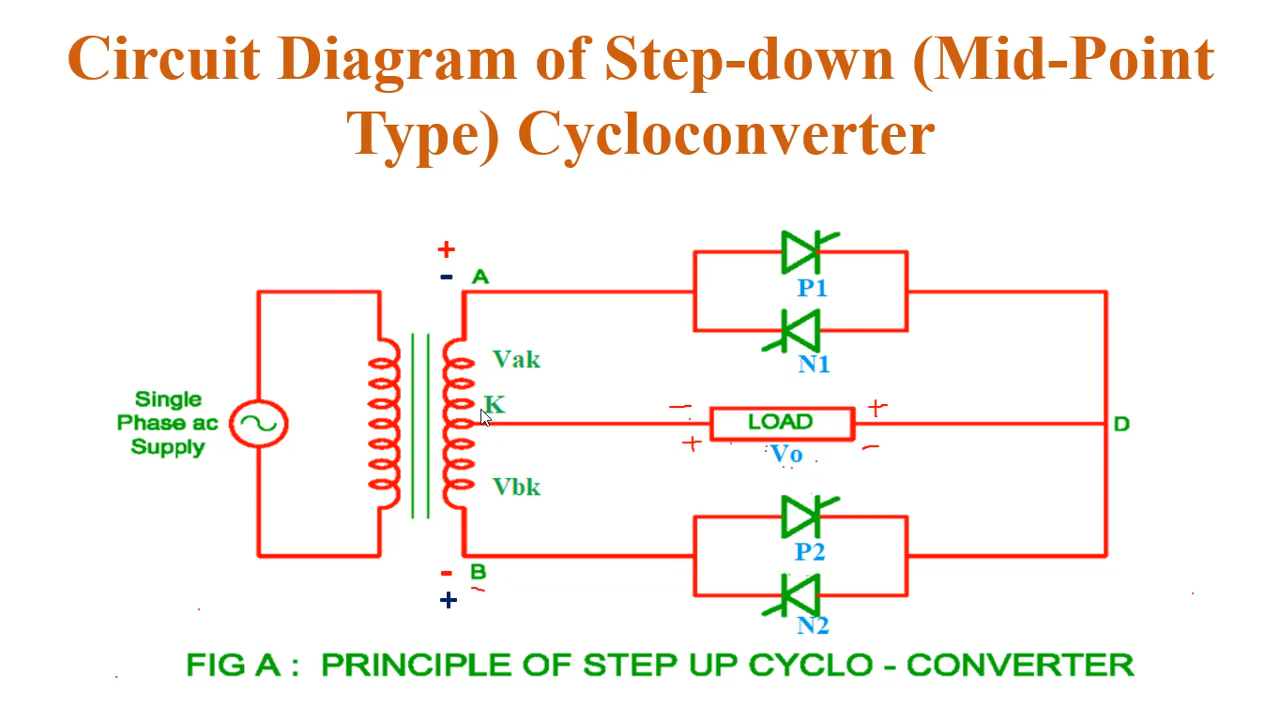 Circuit Diagram of Step-down (Mid-Point
Type) Cycloconverter
+
- A
P1
N1
Vak
K
Single
Phase ac
Supply
- +
LOAD
D
+ -
Vo
Vbk
P2
- B
+
N2
FIG A : PRINCIPLE OF STEP UP CYCLO - CONVERTER